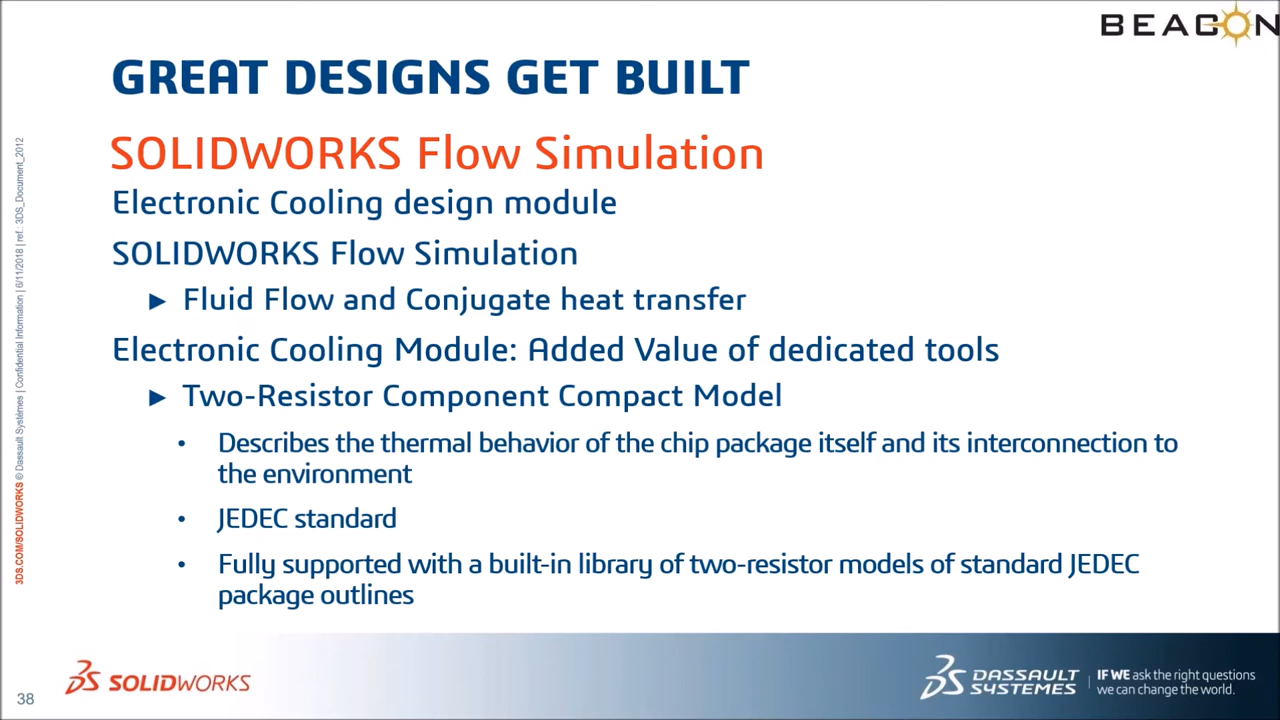 BEACON
GREAT DESIGNS GET BUILT
SOLIDWORKS Flow Simulation
Electronic Cooling design module
SOLIDWORKS Flow Simulation
► Fluid Flow and Conjugate heat transfer
Electronic Cooling Module: Added Value of dedicated tools
► Two-Resistor Component Compact Model
• Describes the thermal behavior of the chip package itself and its interconnection to
the environment
• JEDEC standard
• Fully supported with a built-in library of two-resistor models of standard JEDEC
package outlines
3DS.COM/SOLIDWORKS © Dassault Systèmes | Confidential Information | 6/11/2018 | ref.: 3DS_Document_2012
38
SOLIDWORKS
DASSAULT
SYSTEMES
IF WE ask the right questions
we can change the world.